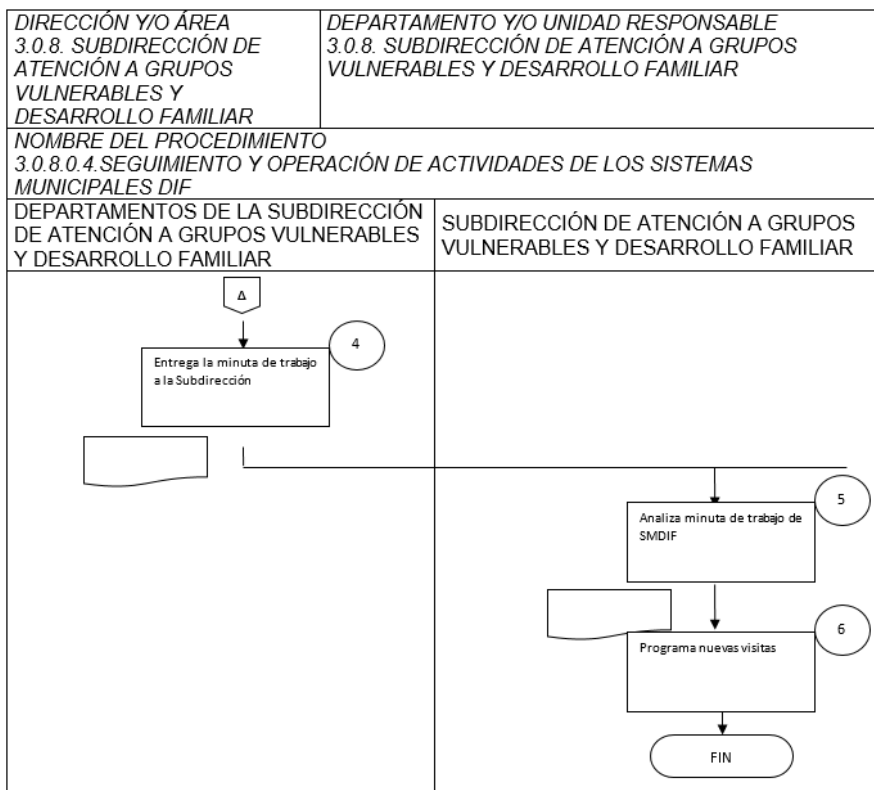 DIRECCIÓN Y/O ÁREA
3.0.8. SUBDIRECCIÓN DE
ATENCIÓN A GRUPOS
VULNERABLES Y
DESARROLLO FAMILIAR
DEPARTAMENTO Y/O UNIDAD RESPONSABLE
3.0.8. SUBDIRECCIÓN DE ATENCIÓN A GRUPOS
VULNERABLES Y DESARROLLO FAMILIAR
NOMBRE DEL PROCEDIMIENTO
3.0.8.0.4.SEGUIMIENTO Y OPERACIÓN DE ACTIVIDADES DE LOS SISTEMAS
MUNICIPALES DIF
DEPARTAMENTOS DE LA SUBDIRECCIÓN
DE ATENCIÓN A GRUPOS VULNERABLES
Y DESARROLLO FAMILIAR
SUBDIRECCIÓN DE ATENCIÓN A GRUPOS
VULNERABLES Y DESARROLLO FAMILIAR
A
4
Entrega la minuta de trabajo
a la Subdirección
5
Analiza minuta de trabajo de
SMDIF
6
Programa nuevas visitas
FIN